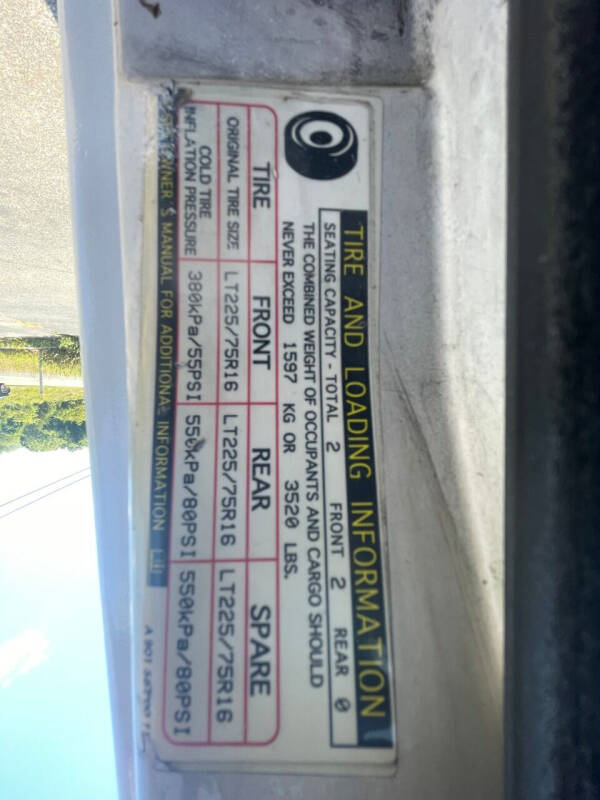 TIRE AND LOADING INFORMATION
SEATING CAPACITY - TOTAL 2 FRONT 2 REAR 0
THE COMBINED WEIGHT OF OCCUPANTS AND CARGO SHOULD
NEVER EXCEED 1597 KG OR 3520 LBS.
TIRE FRONT REAR SPARE
ORIGINAL TIRE SIZE LT225/75R16 LT225/75R16 LT225/75R16
COLD TIRE
INFLATION PRESSURE 380kPa/55PSI 550kPa/80PSI 550kPa/80PSI
OWNER'S MANUAL FOR ADDITIONAL INFORMATION